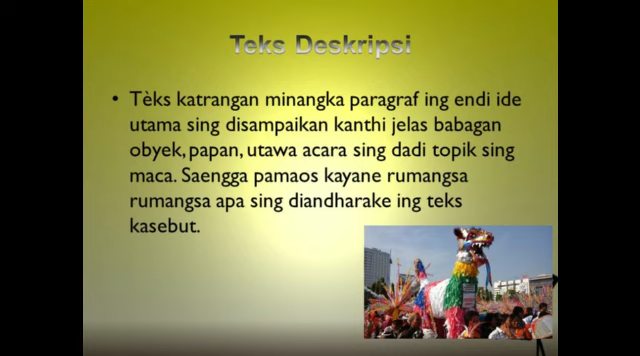 Teks Deskripsi
• Tèks katrangan minangka paragraf ing endi ide
utama sing disampaikan kanthi jelas babagan
obyek, papan, utawa acara sing dadi topik sing
maca. Saengga pamaos kayane rumangsa
rumangsa apa sing diandharake ing teks
kasebut.